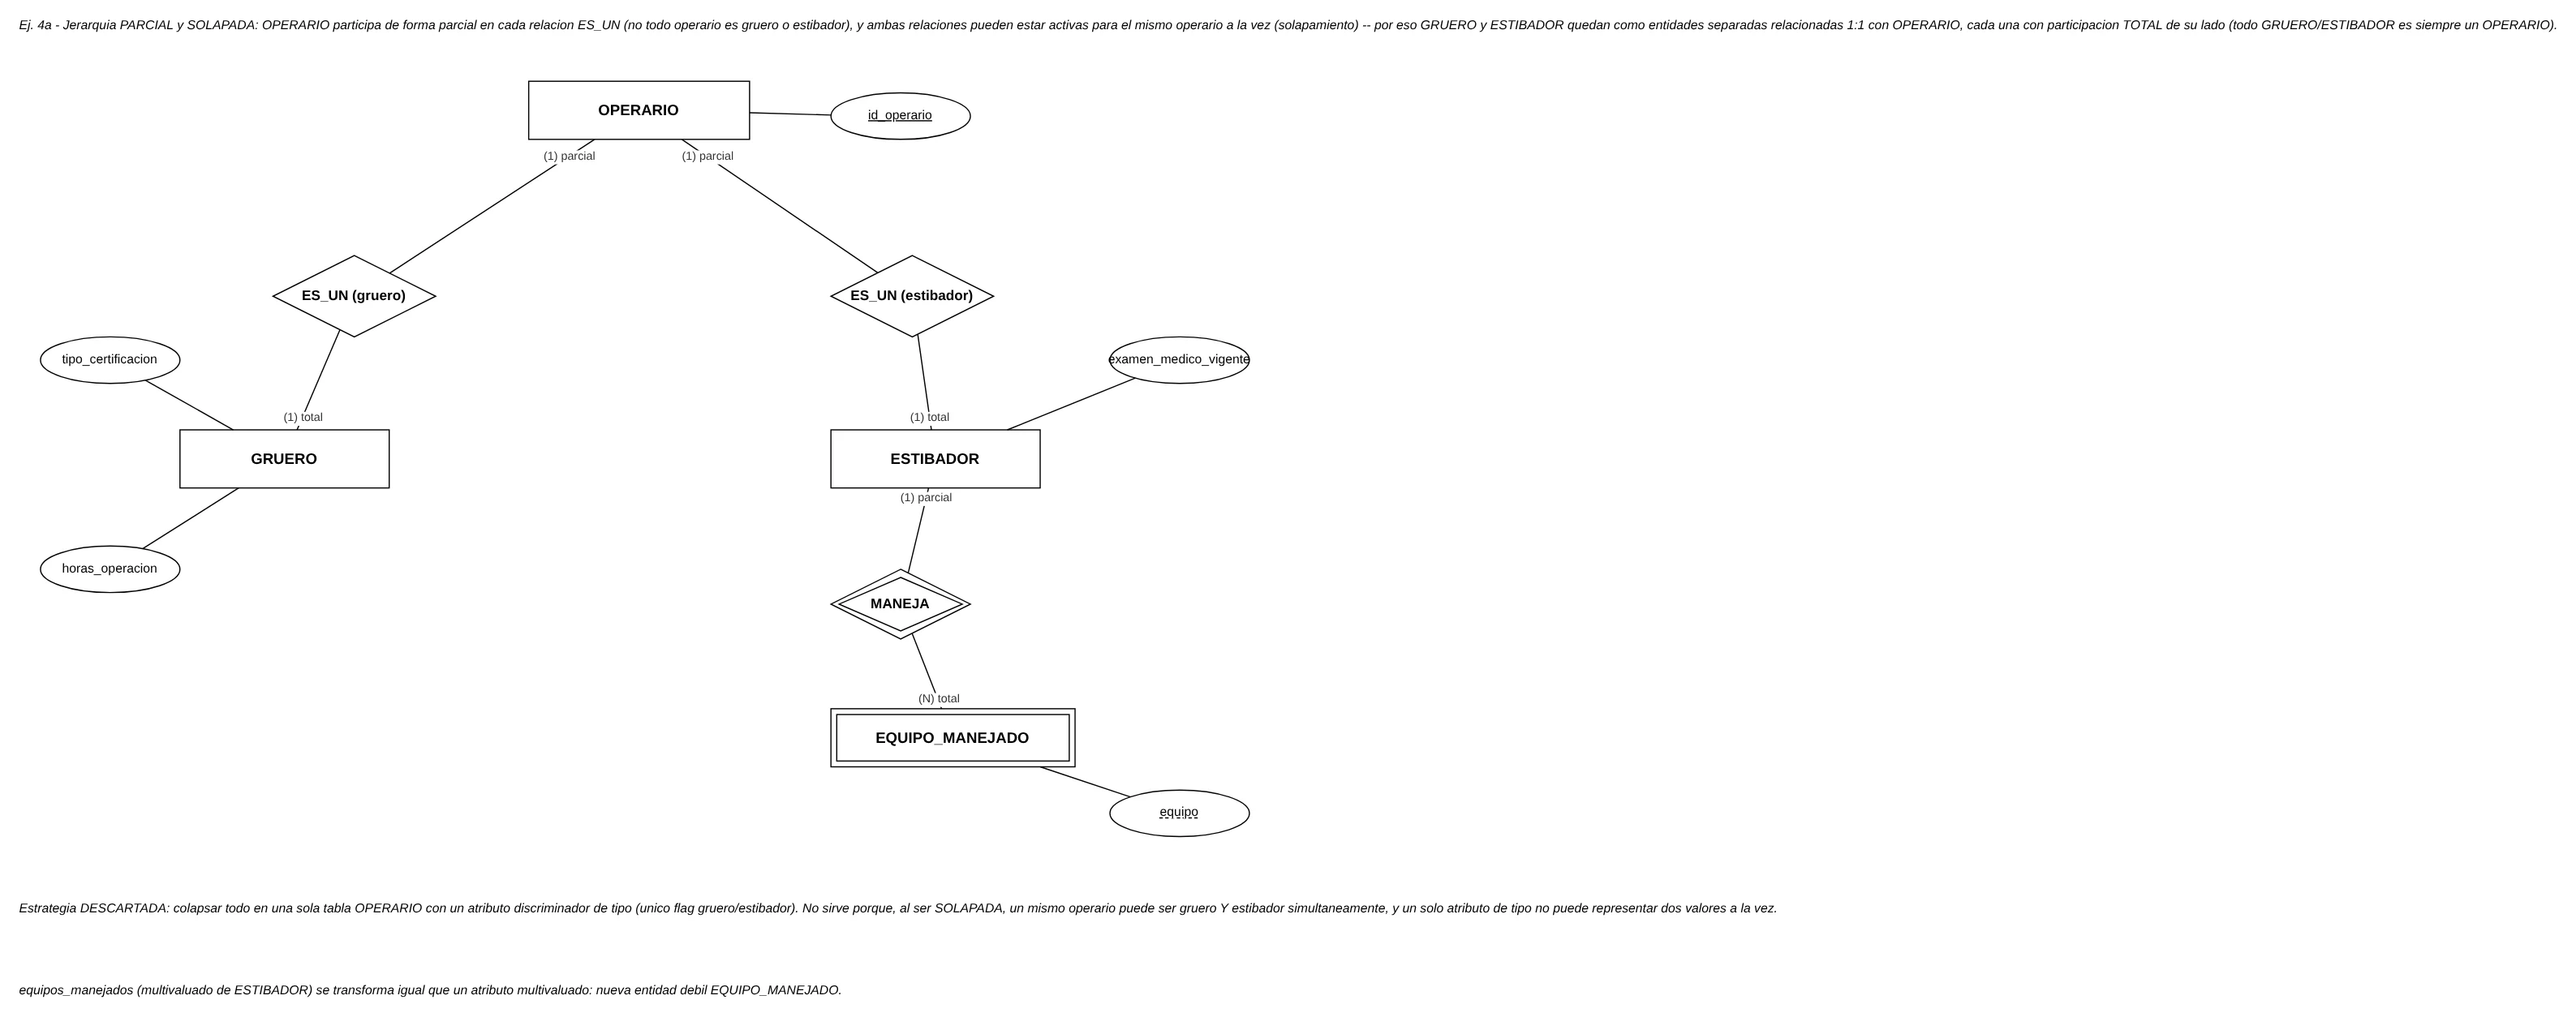 Ej. 4a - Jerarquia PARCIAL y SOLAPADA: OPERARIO participa de forma parcial en cada relacion ES_UN (no todo operario es gruero o estibador), y ambas relaciones pueden estar activas para el mismo operario a la vez (solapamiento) -- por eso GRUERO y ESTIBADOR quedan como entidades separadas relacionadas 1:1 con OPERARIO, cada una con participacion TOTAL de su lado (todo GRUERO/ESTIBADOR es siempre un OPERARIO).
OPERARIO
id_operario
(1) parcial
(1) parcial
ES_UN (gruero)
ES_UN (estibador)
tipo_certificacion
examen_medico_vigente
(1) total
(1) total
GRUERO
ESTIBADOR
(1) parcial
horas_operacion
MANEJA
(N) total
EQUIPO_MANEJADO
equipo
Estrategia DESCARTADA: colapsar todo en una sola tabla OPERARIO con un atributo discriminador de tipo (unico flag gruero/estibador). No sirve porque, al ser SOLAPADA, un mismo operario puede ser gruero Y estibador simultaneamente, y un solo atributo de tipo no puede representar dos valores a la vez.
equipos_manejados (multivaluado de ESTIBADOR) se transforma igual que un atributo multivaluado: nueva entidad debil EQUIPO_MANEJADO.